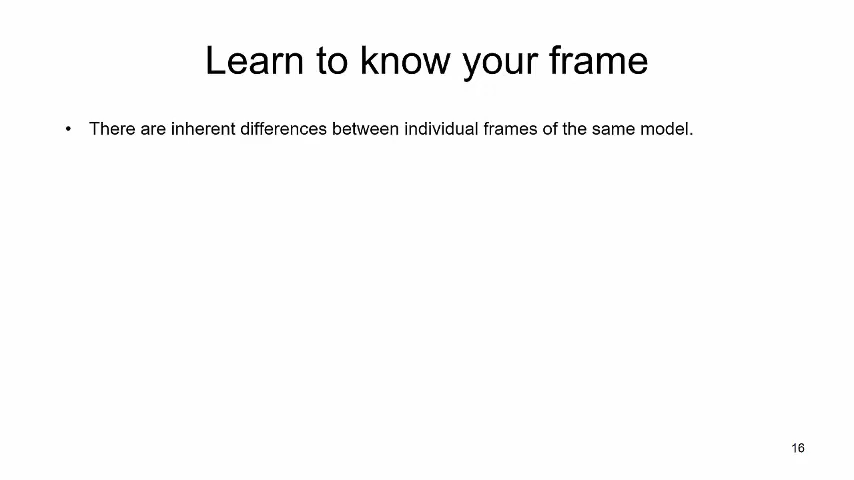 Learn to know your frame
• There are inherent differences between individual frames of the same model.
16